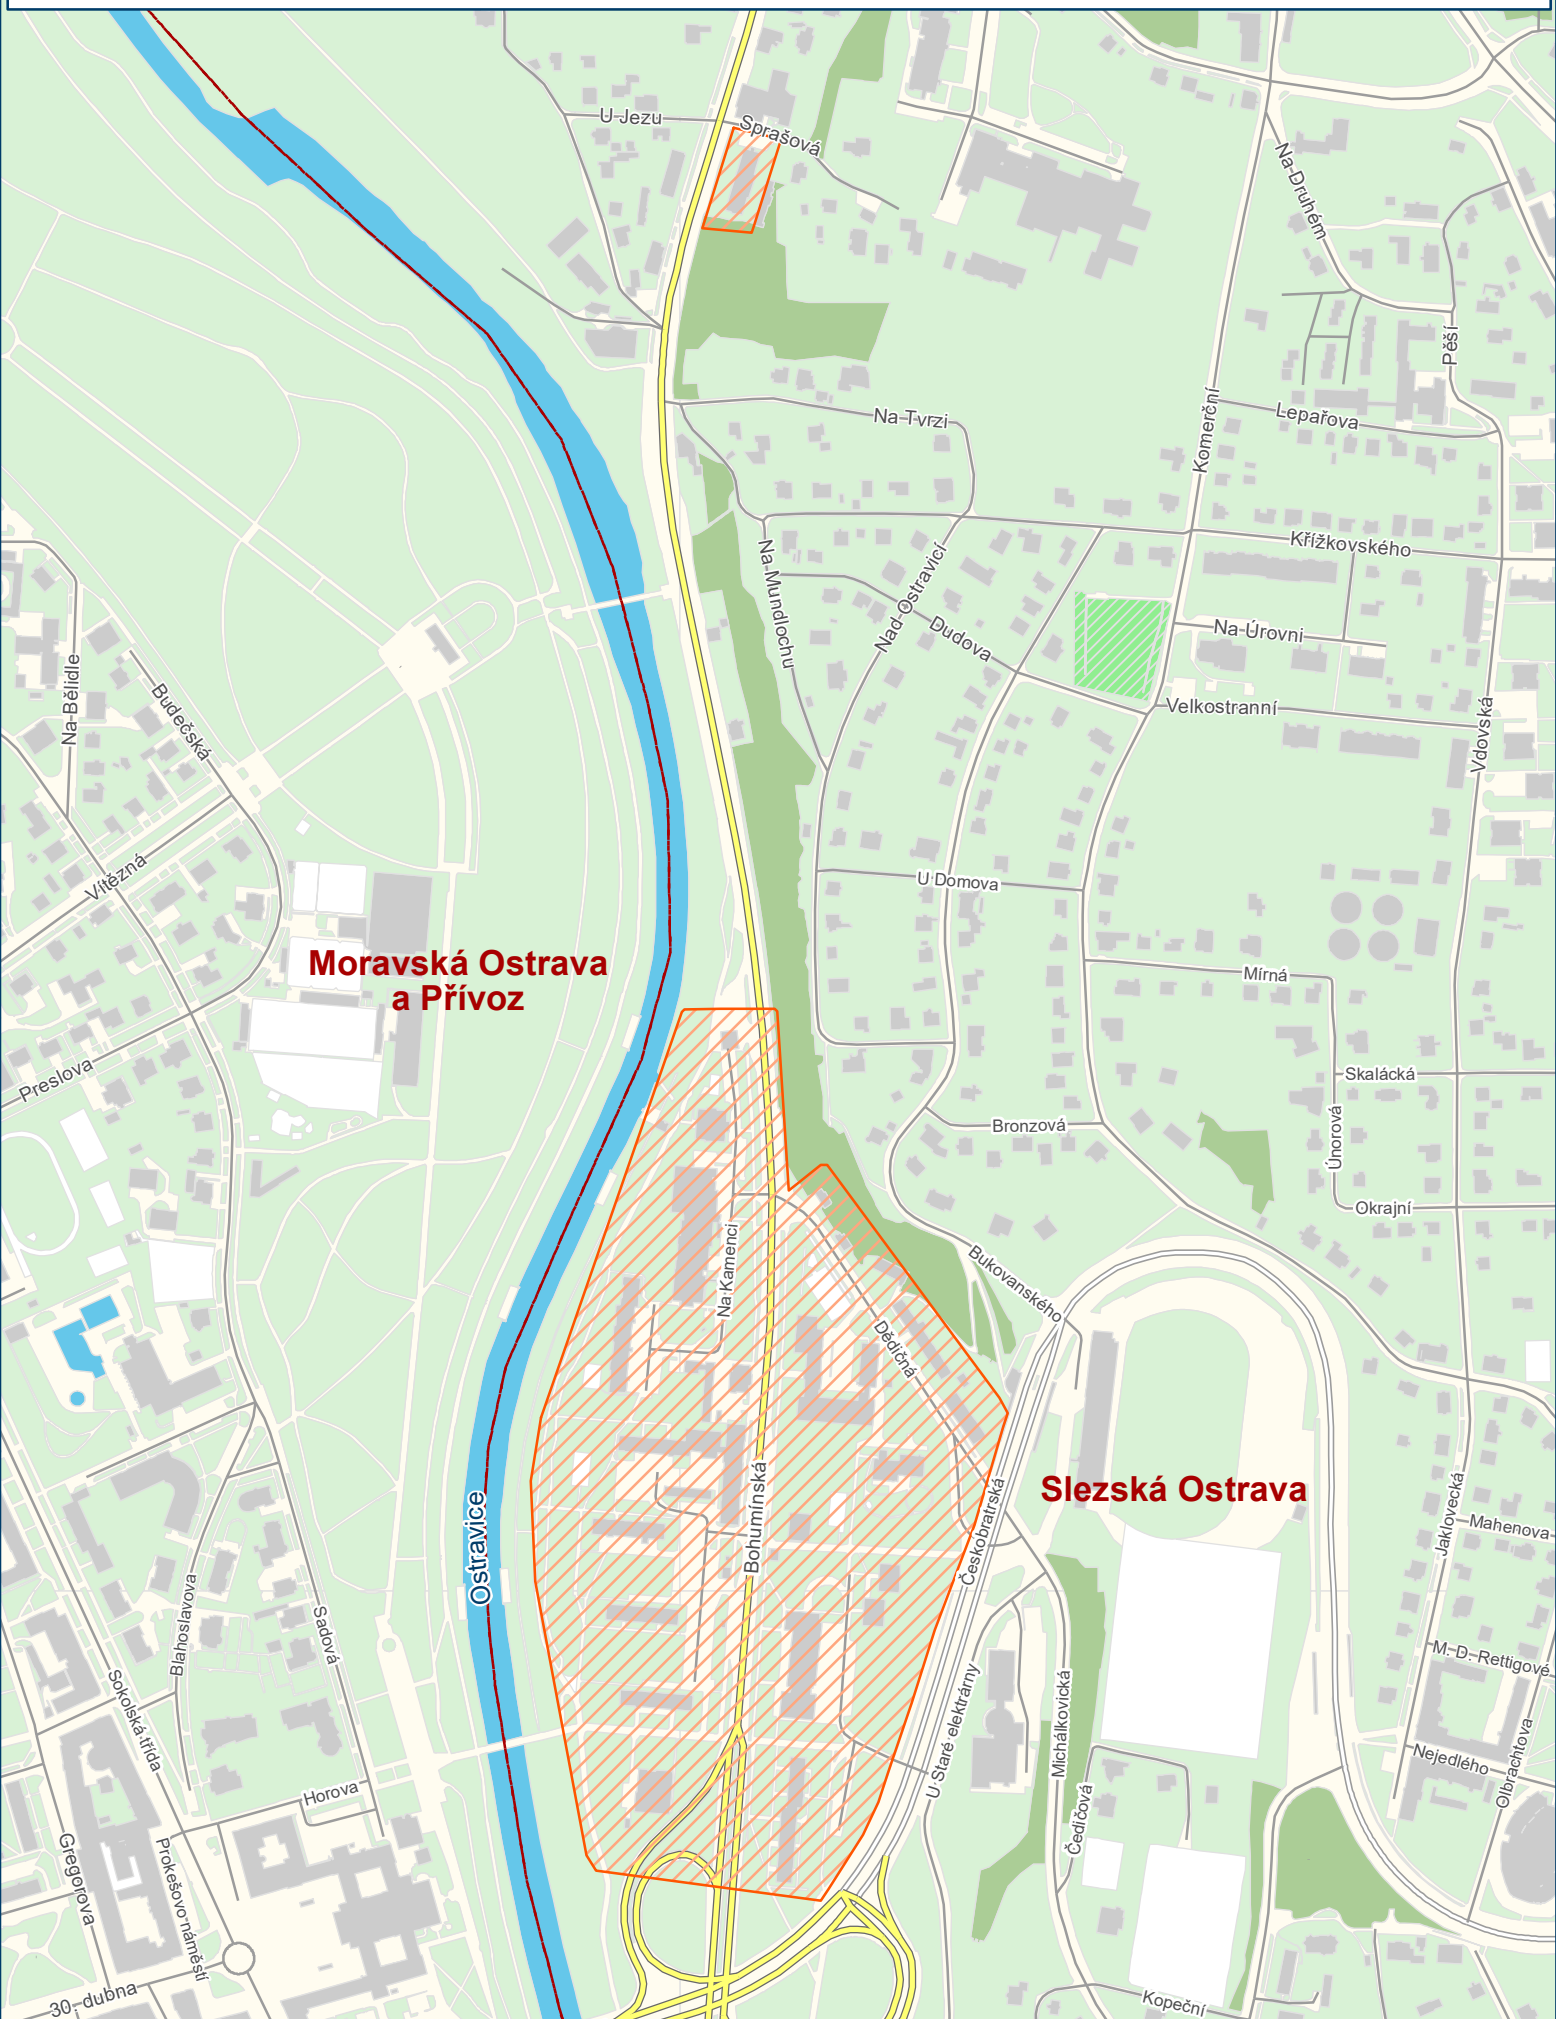 U Jezu
Sprašová
Na Druhém
Pěší
Na Tvrzi
Komerční
Lepařova
Křížkovského
Na Mundlochu
Nad Ostravicí
Dudova
Na Úrovni
Velkostranní
Vdovská
Na Bělidle
Budečská
Vítězná
U Domova
Moravská Ostrava
a Přívoz
Mírná
Preslova
Skalácká
Bronzová
Únorová
Okrajní
Na Kamenci
Bukovanského
Dědičná
Slezská Ostrava
Ostravice
Bohumínská
Českobratrská
Jaklovecká
Mahenova
Blahoslavova
Sadová
Sokolská třída
M. D. Rettigové
U Staré elektrárny
Michálkovická
Nejedlého
Olbrachtova
Horova
Čedičová
Gregorova
Prokešovo náměstí
30. dubna
Kopeční